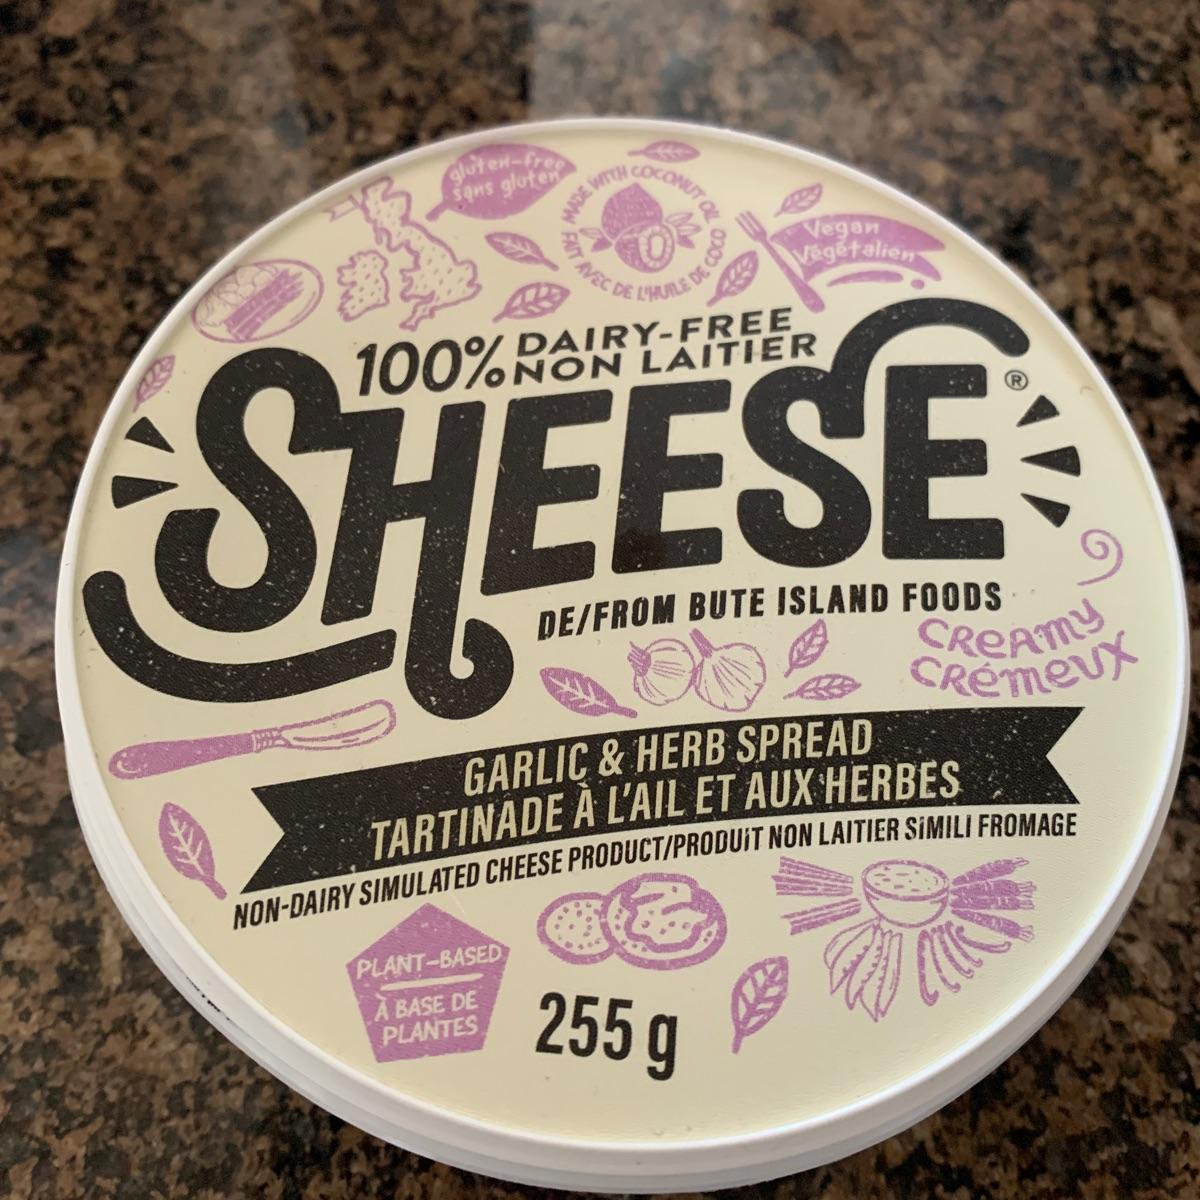 gluten-free
sans gluten
MADE WITH COCONUT OIL
FAIT AVEC DE L'HUILE DE COCO
Vegan
Végétalien
100% DAIRY-FREE
NON LAITIER
SHEESE®
DE/FROM BUTE ISLAND FOODS
CREAMY
CRÉMEUX
GARLIC & HERB SPREAD
TARTINADE À L'AIL ET AUX HERBES
NON-DAIRY SIMULATED CHEESE PRODUCT/PRODUIT NON LAITIER SIMILI FROMAGE
PLANT-BASED
À BASE DE
PLANTES
255 g